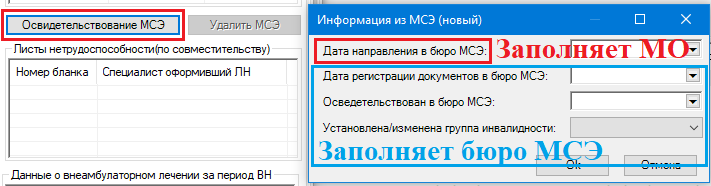 Освидетельствование МСЭ
Удалить МСЭ
Листы нетрудоспособности(по совместительству)
Номер бланка
Специалист оформивший ЛН
Данные о внеамбулаторном лечении за период ВН
Информация из МСЭ (новый)
Дата направления в бюро МСЭ:
Заполняет МО
Дата регистрации документов в бюро МСЭ:
Осведетельствован в бюро МСЭ:
Установлена/изменена группа инвалидности:
Заполняет бюро МСЭ
Ok
Отмена